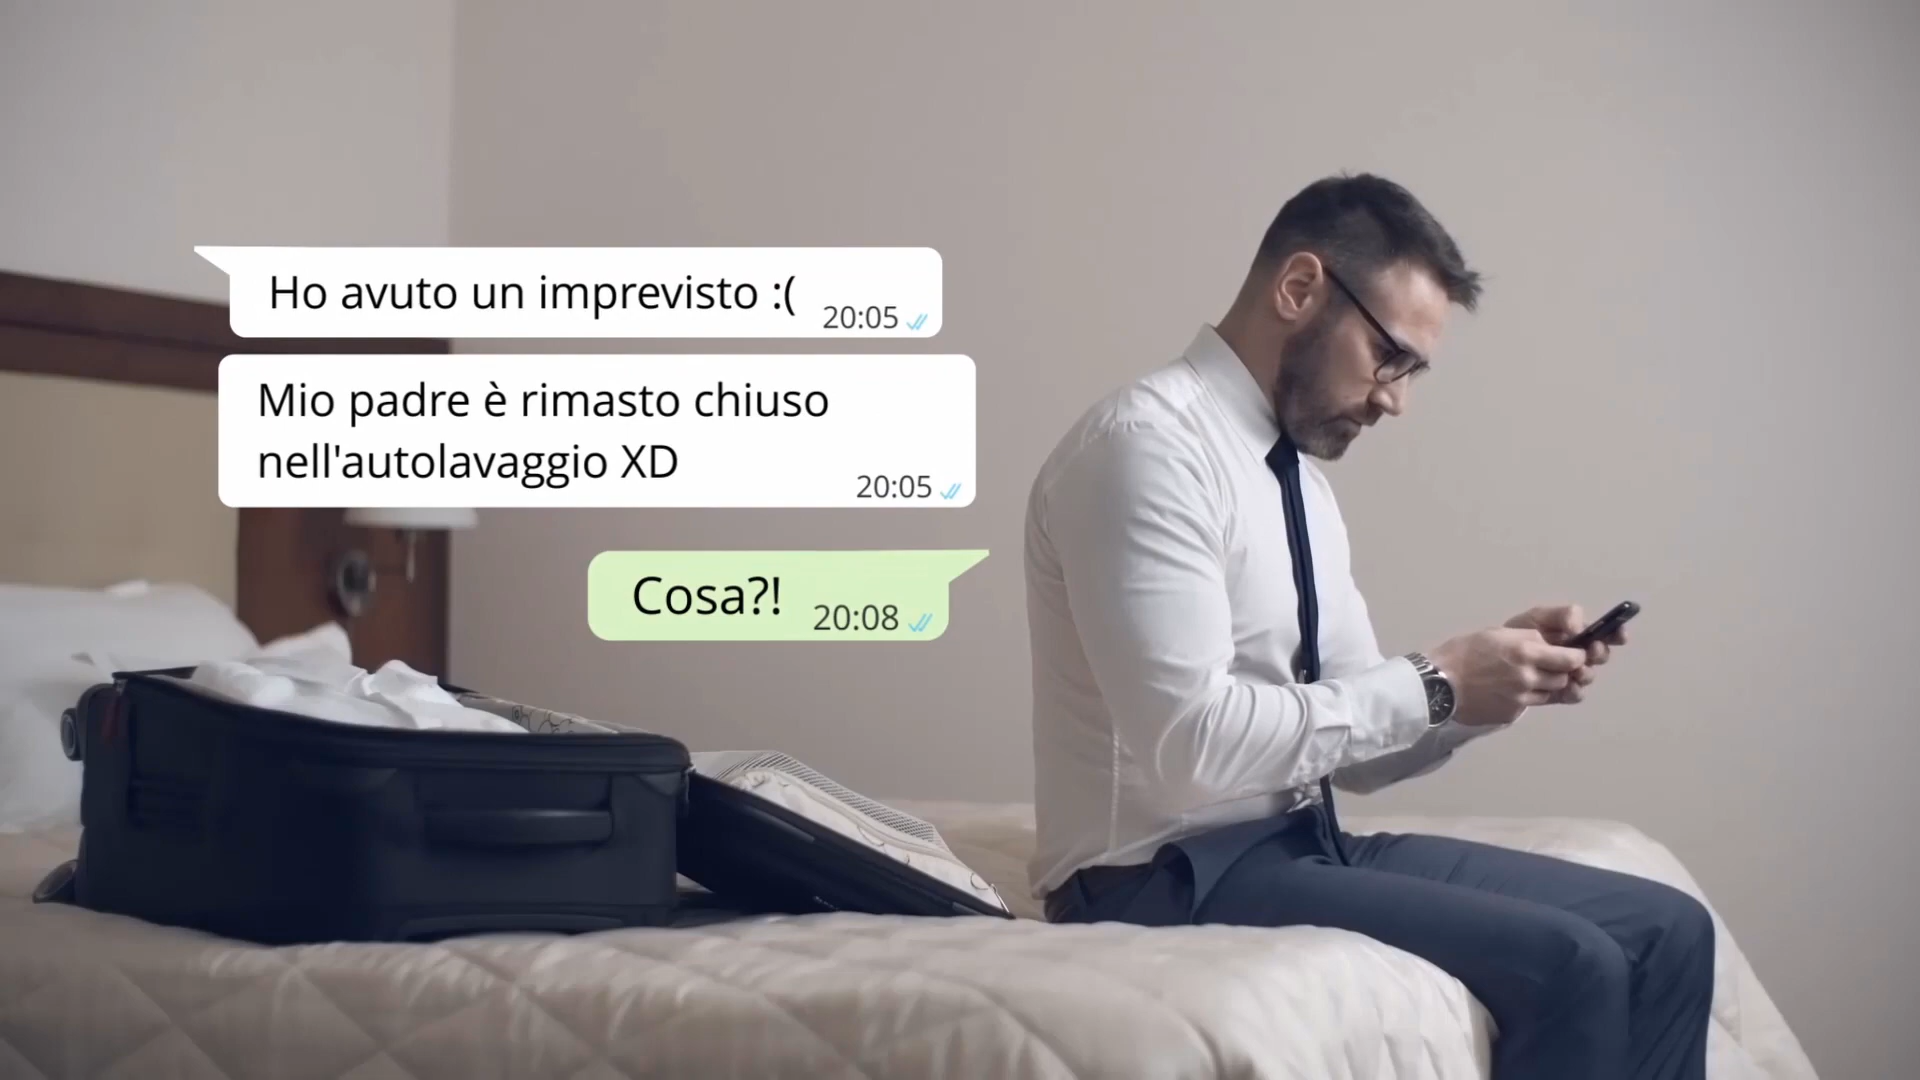 Ho avuto un imprevisto :(
20:05
Mio padre è rimasto chiuso
nell'autolavaggio XD
20:05
Cosa?!
20:08